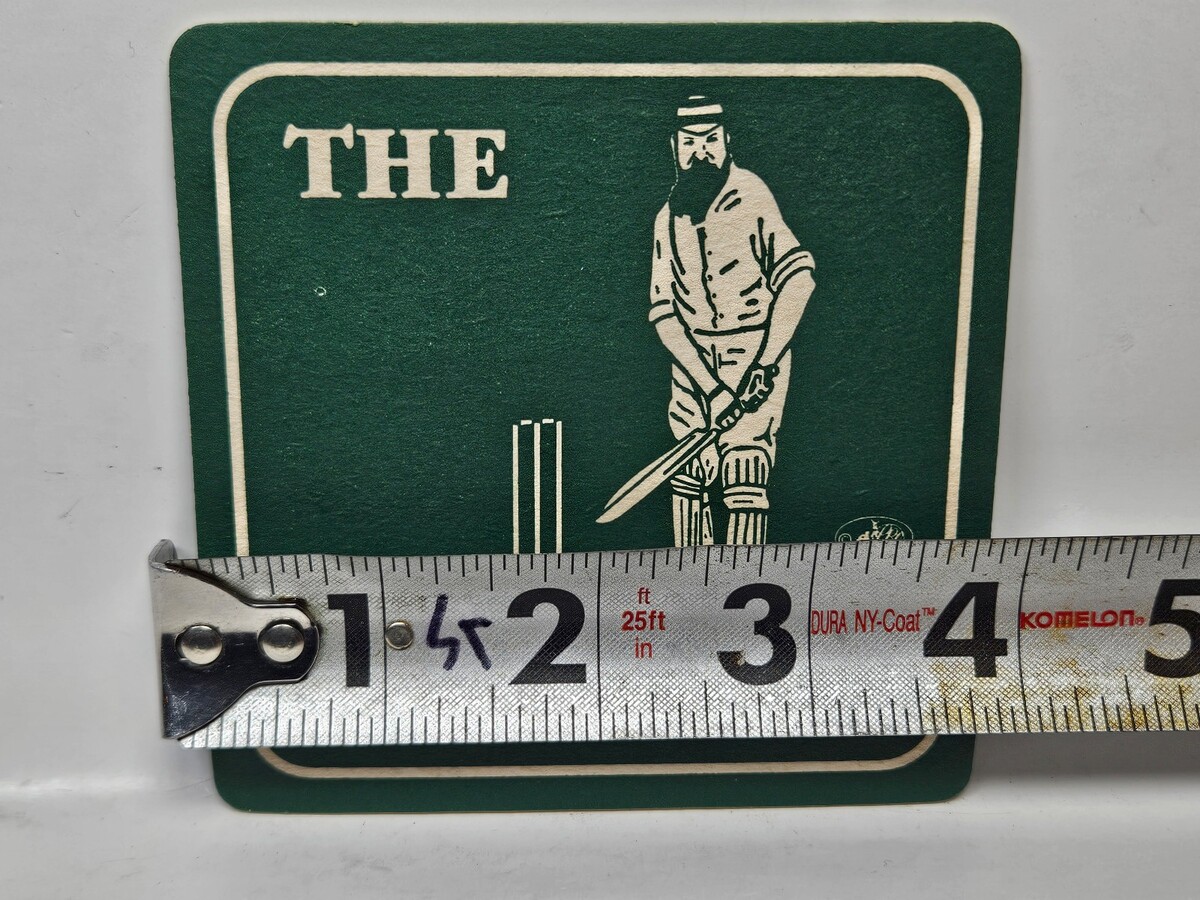 THE
1 2 ft 25ft in 3 DURA NY-Coat™ 4 KOMELON® 5